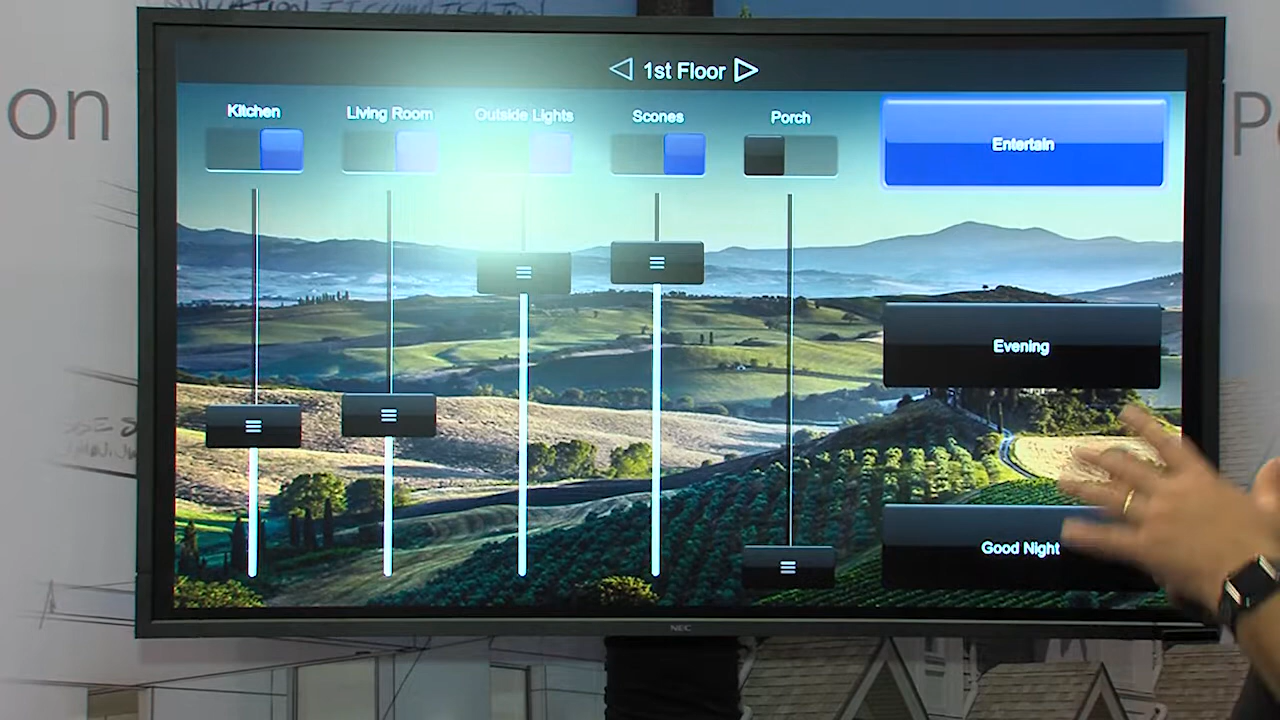 on
P
◁ 1st Floor ▷
Kitchen
Living Room
Outside Lights
Scones
Porch
Entertain
Evening
Good Night
NEC